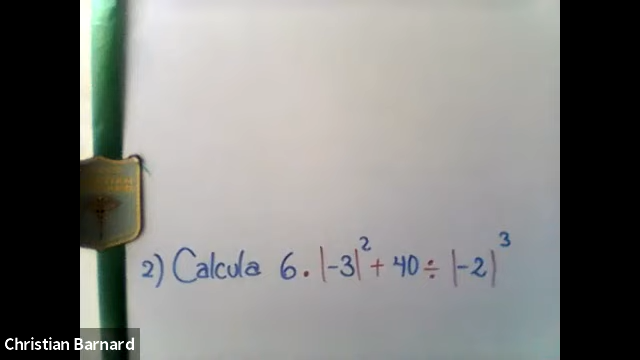 2) Calcula 6 . |-3|² + 40 ÷ |-2|³
Christian Barnard